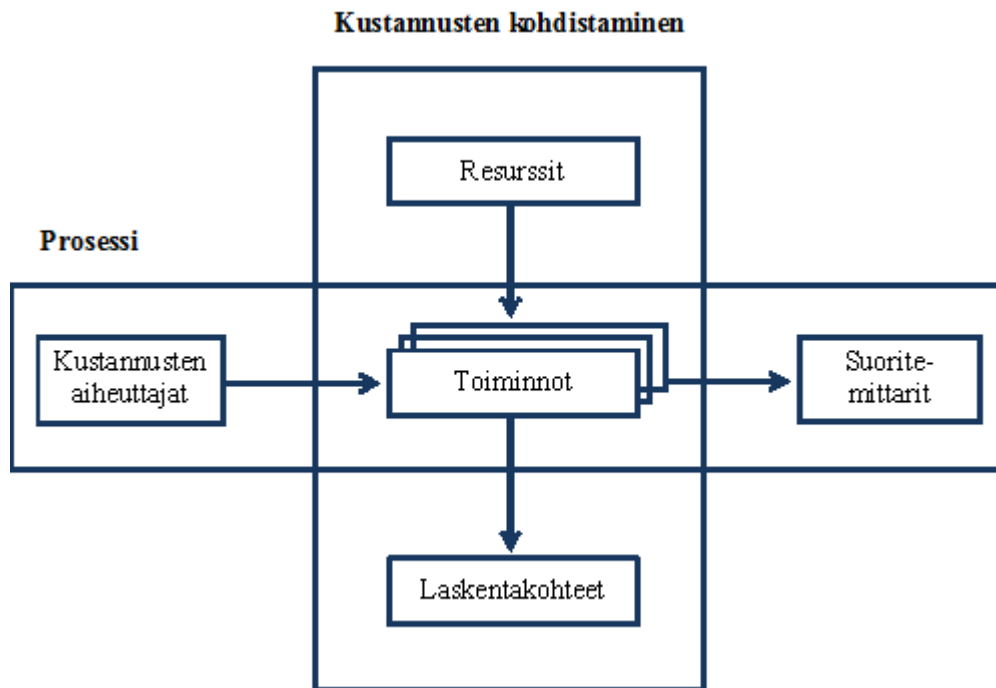 Kustannusten kohdistaminen
Resurssit
Prosessi
Kustannusten
aiheuttajat
Toiminnot
Suorite-
mittarit
Laskentakohteet